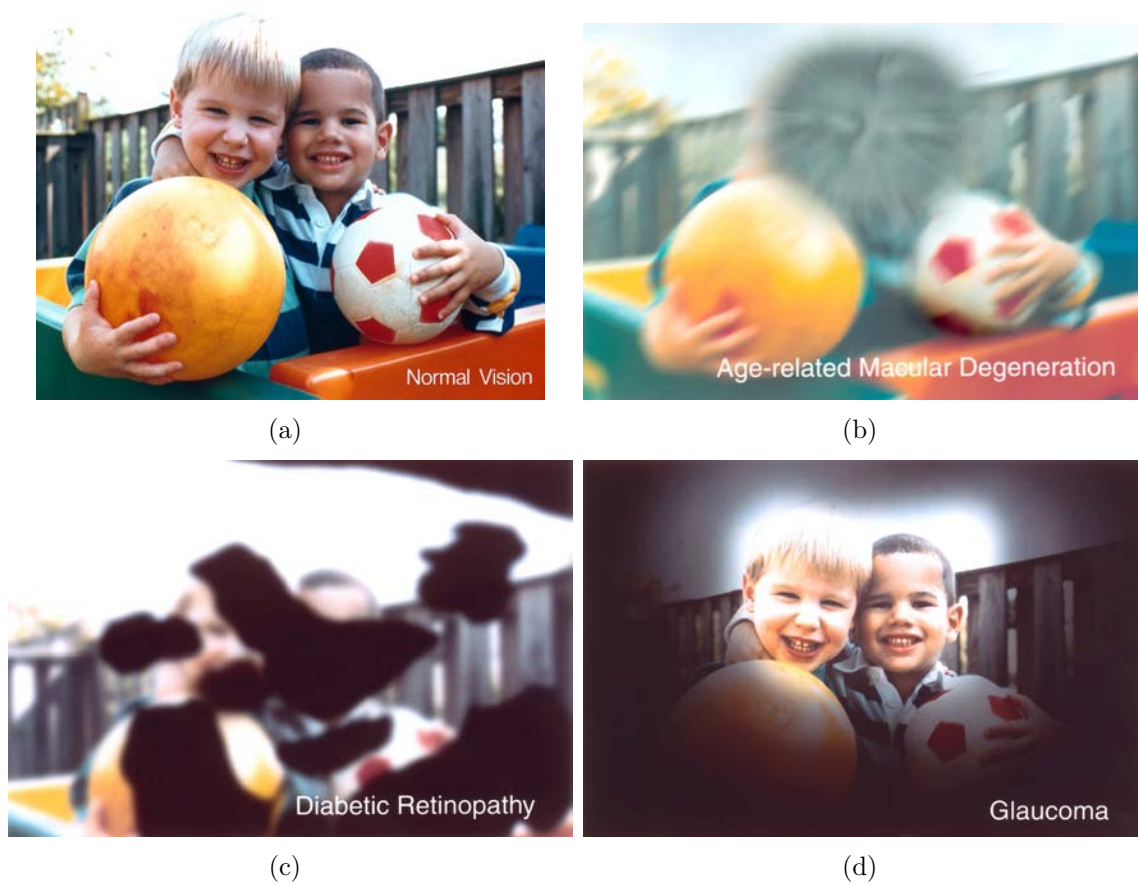 Normal Vision
Age-related Macular Degeneration
(a)
(b)
Diabetic Retinopathy
Glaucoma
(c)
(d)